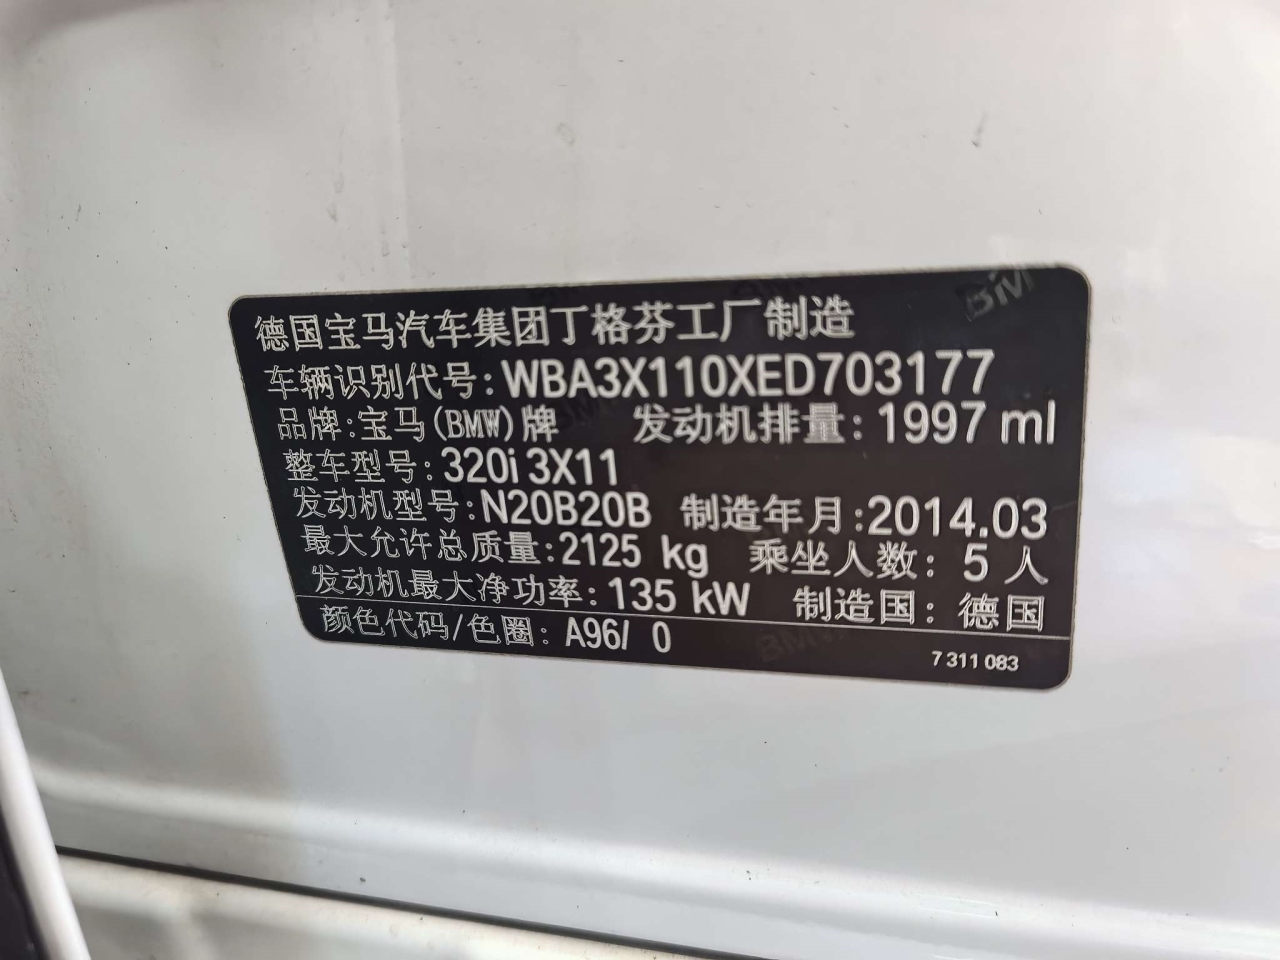 德国宝马汽车集团丁格芬工厂制造
车辆识别代号:WBA3X110XED703177
品牌:宝马(BMW)牌 发动机排量:1997 ml
整车型号:320i 3X11
发动机型号:N20B20B 制造年月:2014.03
最大允许总质量:2125 kg 乘坐人数: 5 人
发动机最大净功率:135 kW 制造国: 德国
颜色代码/色圈: A96/ 0
7 311 083